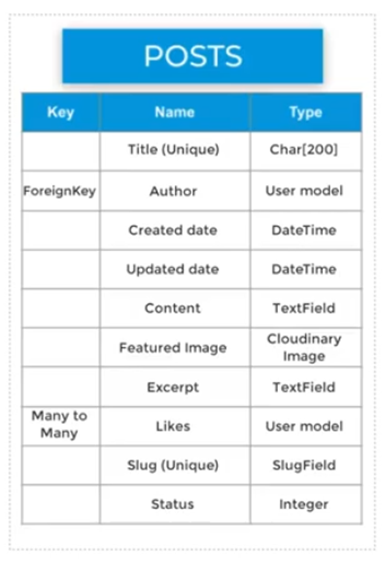 POSTS
Key Name Type
Title (Unique) Char[200]
ForeignKey Author User model
Created date DateTime
Updated date DateTime
Content TextField
Featured Image Cloudinary
Image
Excerpt TextField
Many to
Many Likes User model
Slug (Unique) SlugField
Status Integer